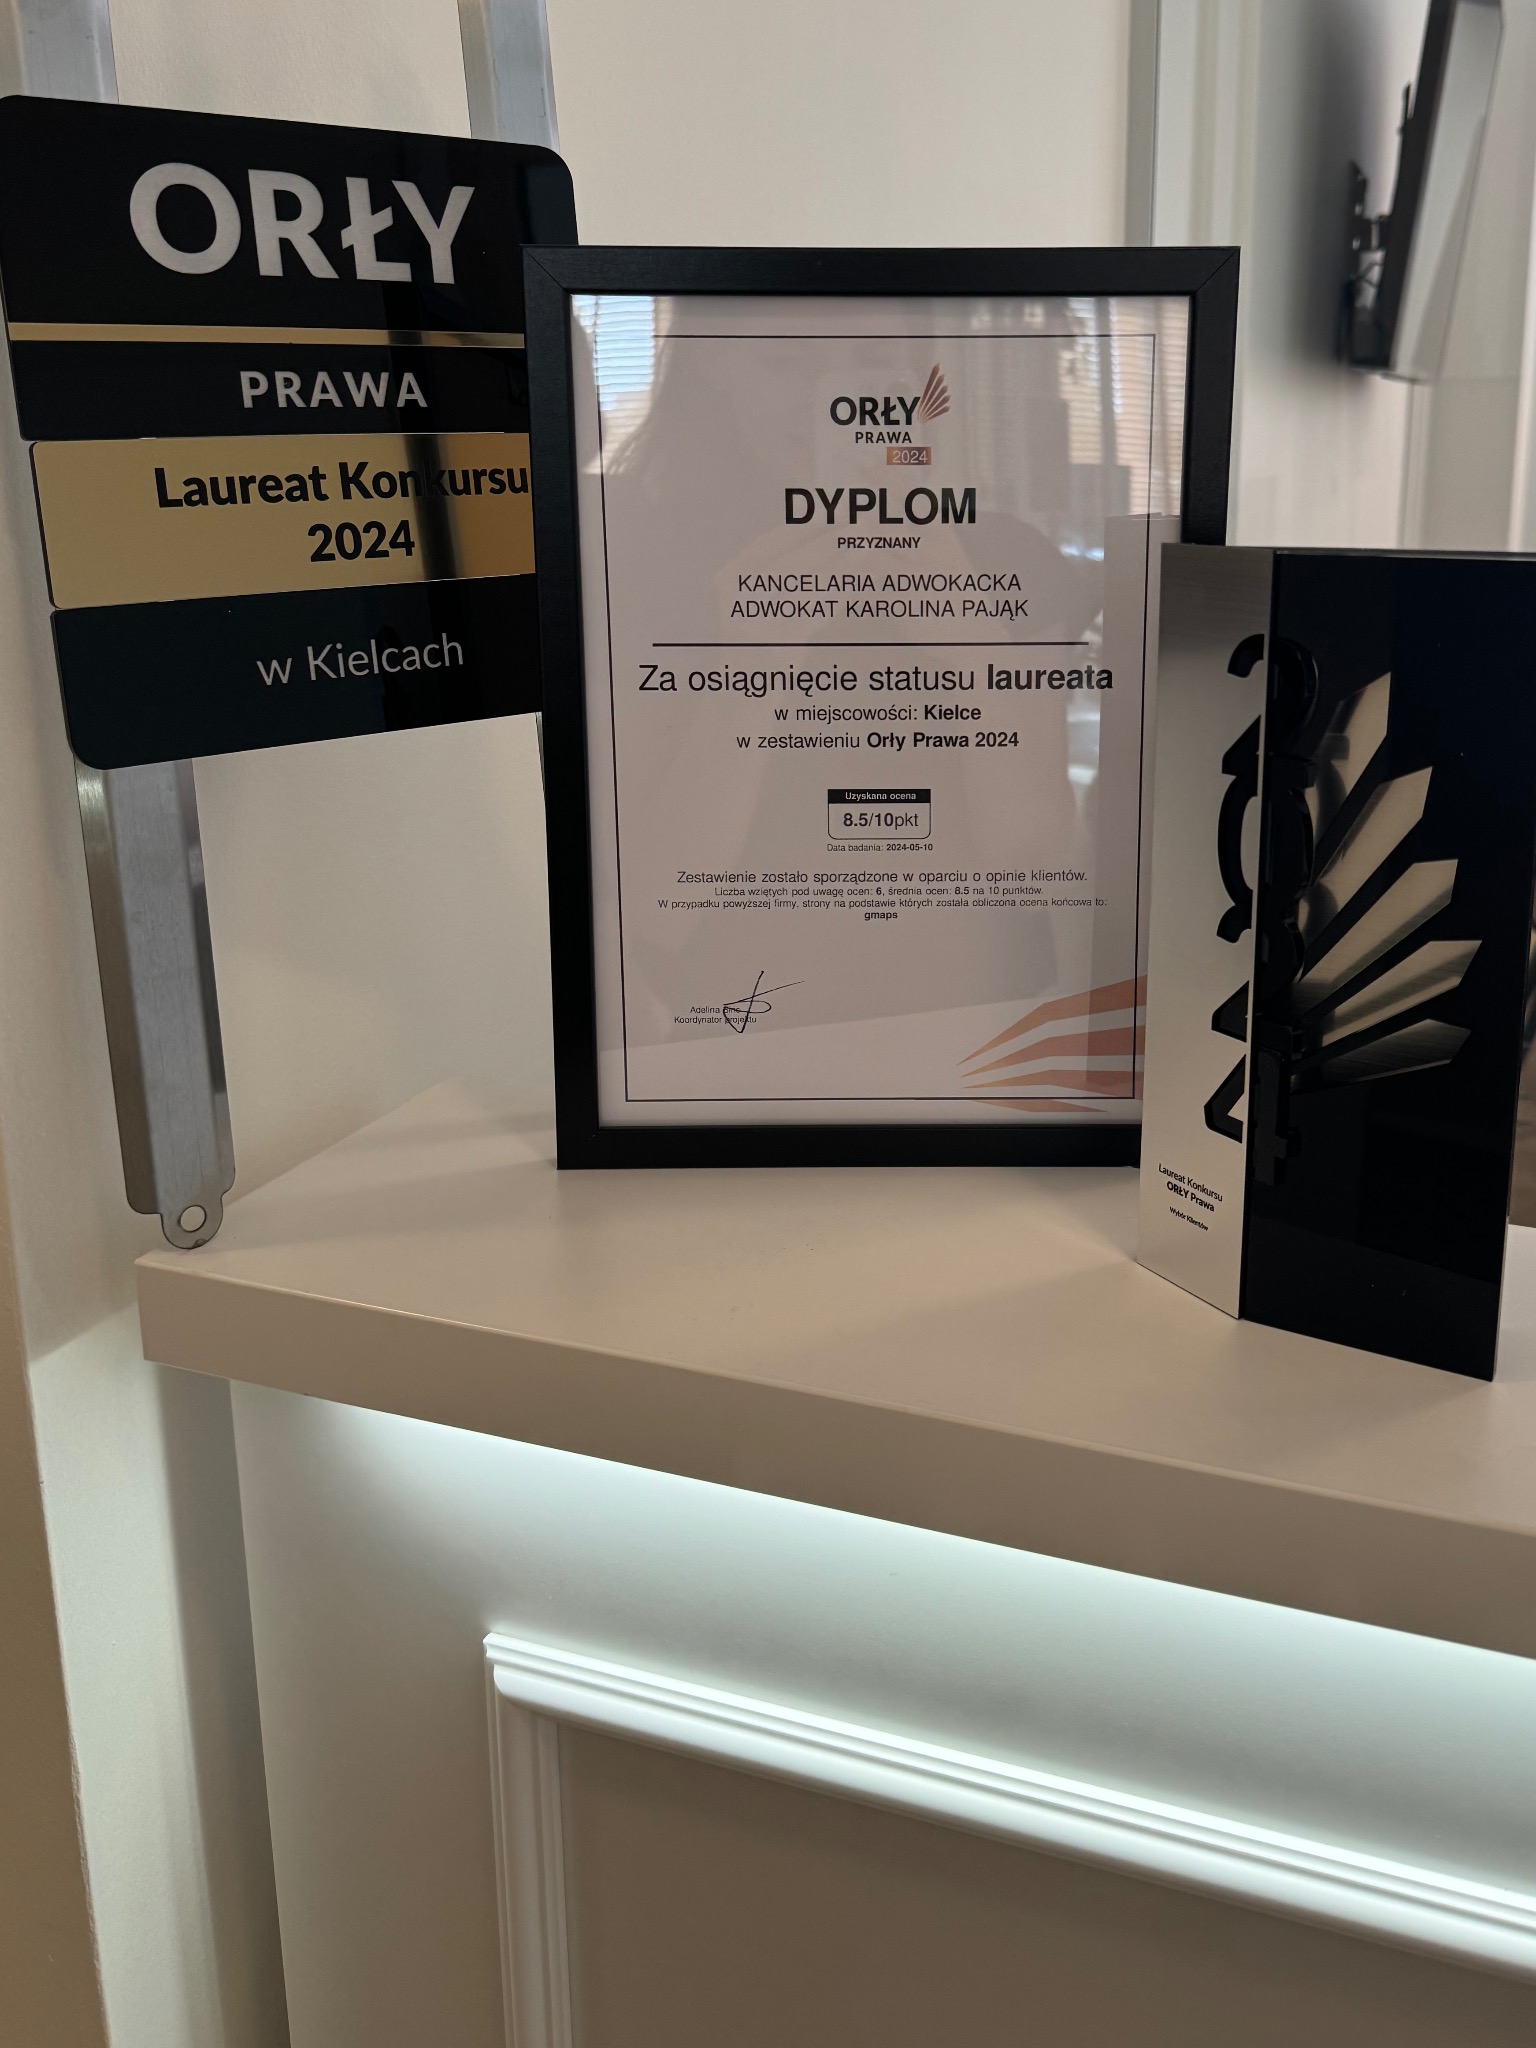 ORŁY
PRAWA
Laureat Konkursu
2024
w Kielcach
ORŁY
PRAWA
2024
DYPLOM
PRZYZNANY
KANCELARIA ADWOKACKA
ADWOKAT KAROLINA PAJĄK
Za osiągnięcie statusu laureata
w miejscowości: Kielce
w zestawieniu Orły Prawa 2024
Uzyskana ocena
8.5/10pkt
Data badania: 2024-05-10
Zestawienie zostało sporządzone w oparciu o opinie klientów.
Liczba wziętych pod uwagę ocen: 6, średnia ocen: 8.5 na 10 punktów.
W przypadku powyższej firmy, strony na podstawie których została obliczona ocena końcowa to:
gmaps
Adelina
Koordynator projektu
2024
Laureat Konkursu
ORŁY Prawa
Wybór Klientów